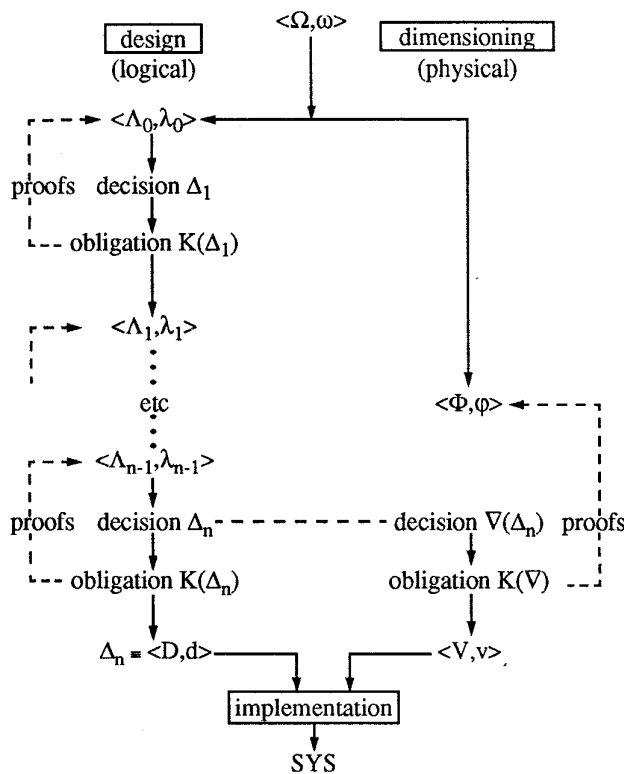 <Ω,ω>
design
(logical)
dimensioning
(physical)
<Λ₀,λ₀>
proofs
decision Δ₁
obligation K(Δ₁)
<Λ₁,λ₁>
etc
<Φ,φ>
<Λₙ₋₁,λₙ₋₁>
proofs
decision Δₙ
decision ∇(Δₙ)
proofs
obligation K(Δₙ)
obligation K(∇)
Δₙ ≡ <D,d>
<V,v>
implementation
SYS